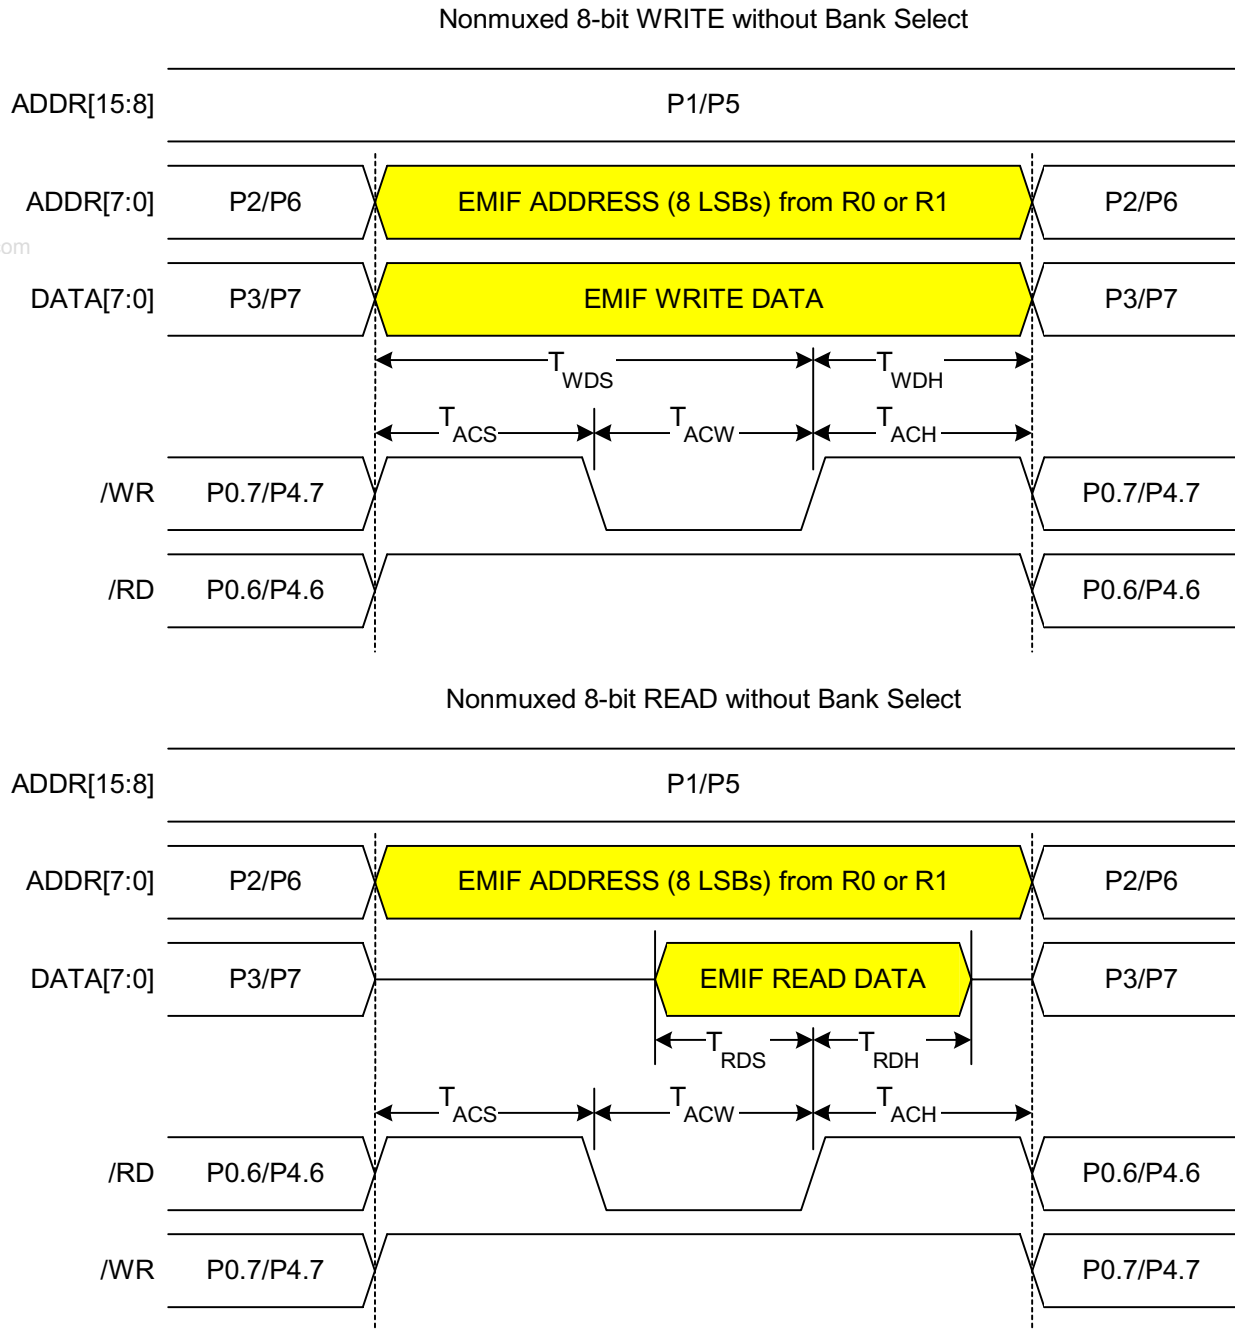 Nonmuxed 8-bit WRITE without Bank Select
ADDR[15:8] P1/P5
ADDR[7:0] P2/P6 EMIF ADDRESS (8 LSBs) from R0 or R1 P2/P6
om
DATA[7:0] P3/P7 EMIF WRITE DATA P3/P7
TWDS TWDH
TACS TACW TACH
/WR P0.7/P4.7 P0.7/P4.7
/RD P0.6/P4.6 P0.6/P4.6
Nonmuxed 8-bit READ without Bank Select
ADDR[15:8] P1/P5
ADDR[7:0] P2/P6 EMIF ADDRESS (8 LSBs) from R0 or R1 P2/P6
DATA[7:0] P3/P7 EMIF READ DATA P3/P7
TRDS TRDH
TACS TACW TACH
/RD P0.6/P4.6 P0.6/P4.6
/WR P0.7/P4.7 P0.7/P4.7